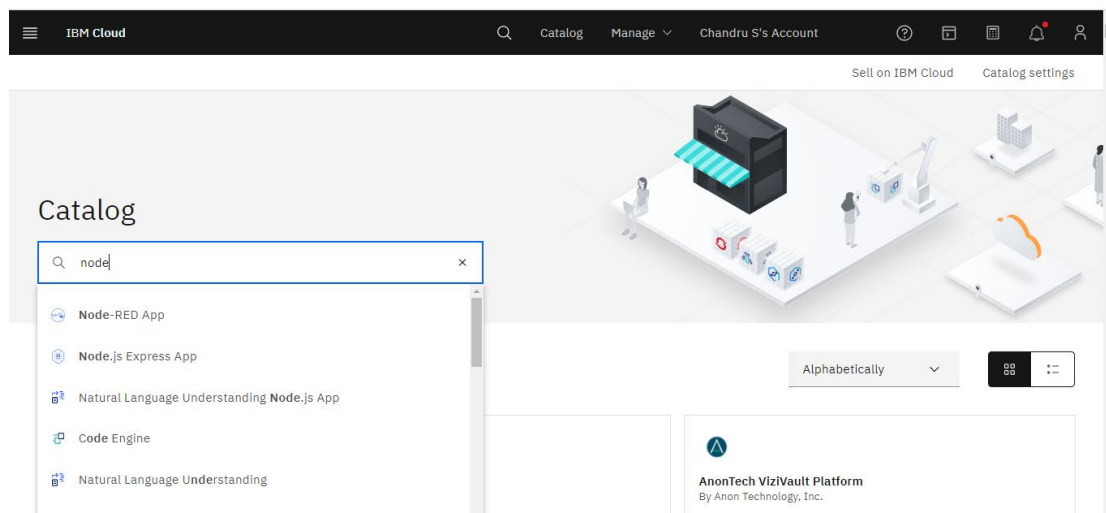 IBM Cloud
Catalog
Manage
Chandru S's Account
Sell on IBM Cloud
Catalog settings
Catalog
node
Node-RED App
Node.js Express App
Natural Language Understanding Node.js App
Code Engine
Natural Language Understanding
Alphabetically
AnonTech ViziVault Platform
By Anon Technology, Inc.